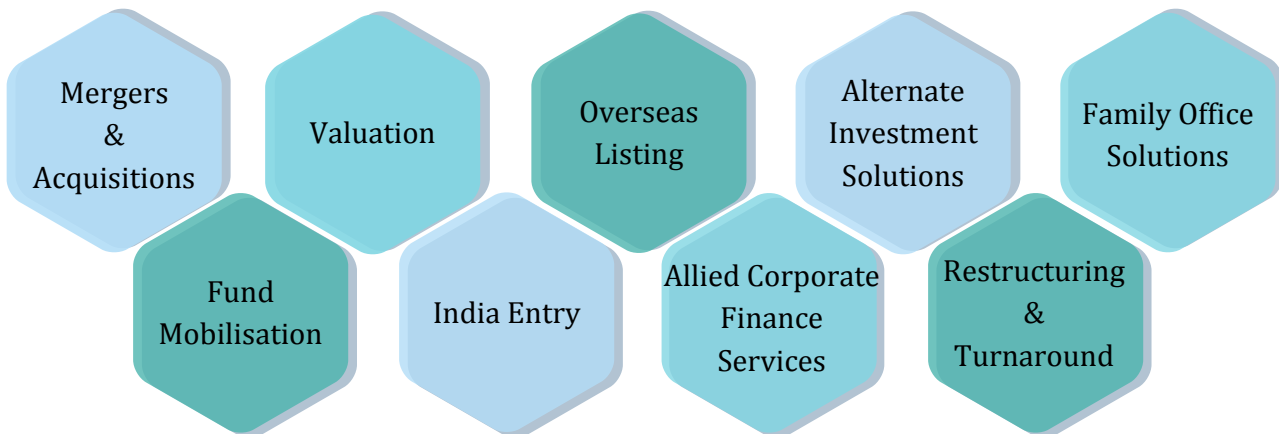 Mergers
&
Acquisitions
Valuation
Overseas
Listing
Alternate
Investment
Solutions
Family Office
Solutions
Fund
Mobilisation
India Entry
Allied Corporate
Finance
Services
Restructuring
&
Turnaround